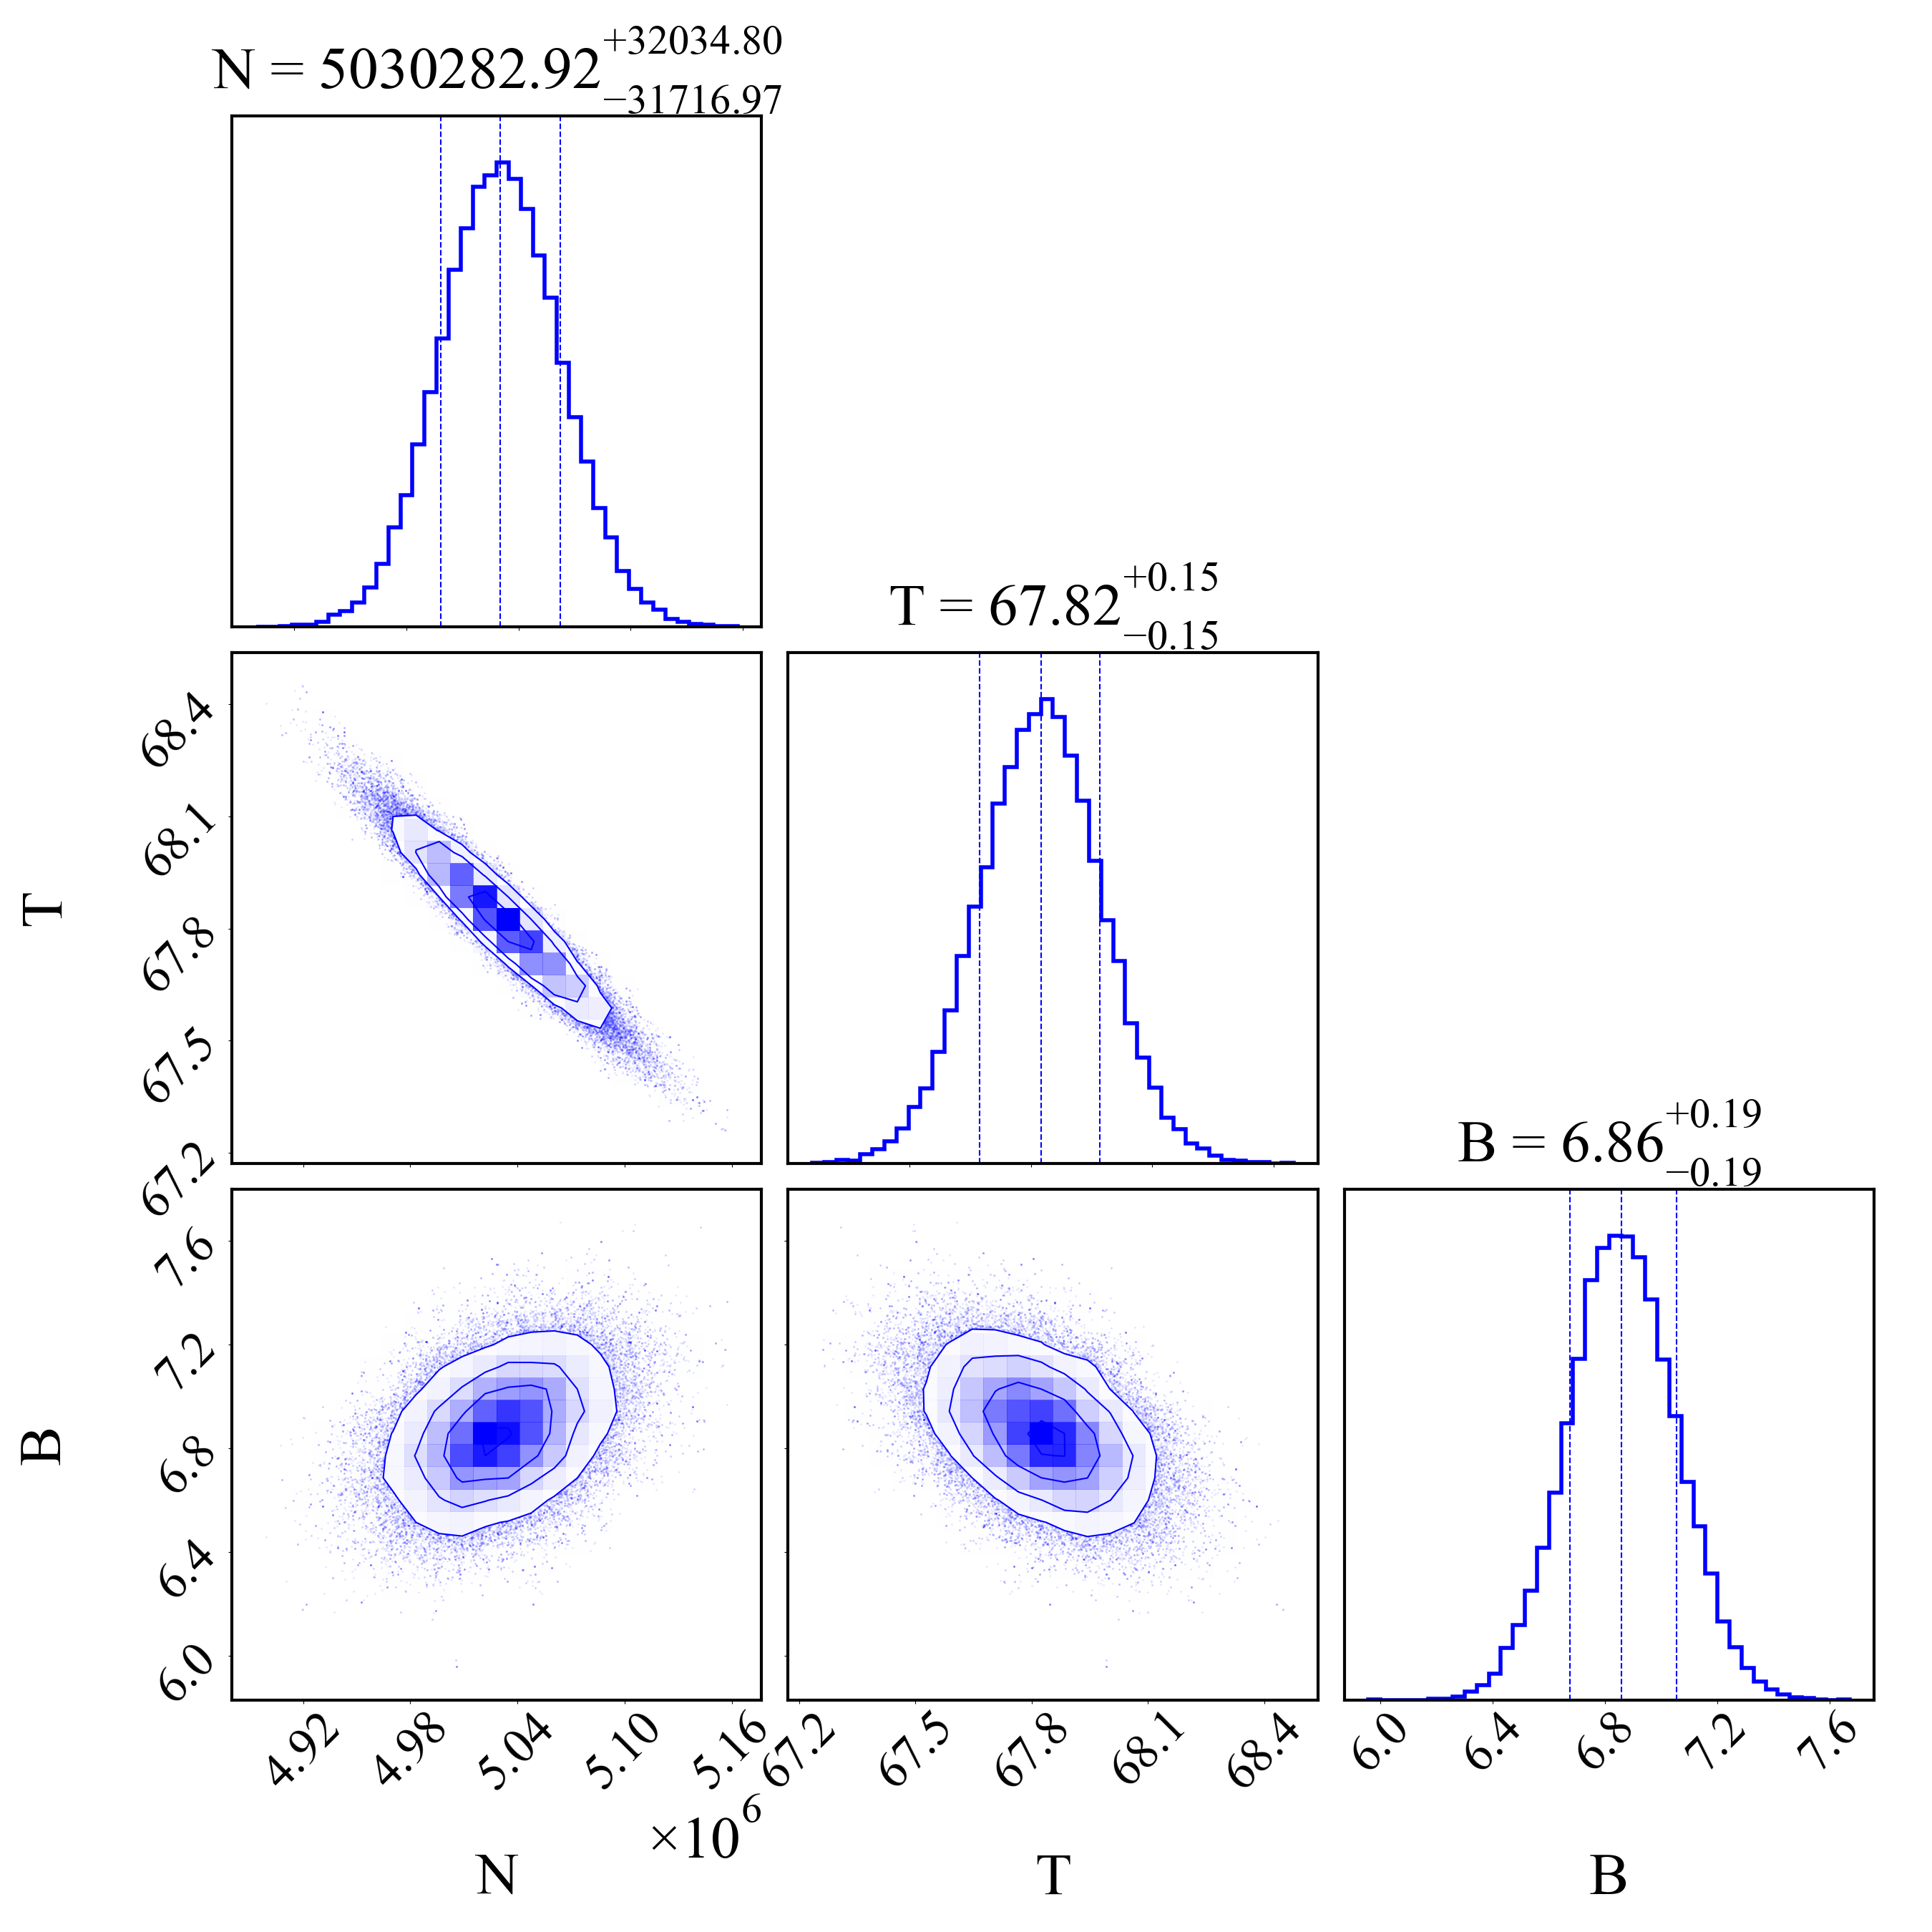 N = 5030282.92 +32034.80 −31716.97
T = 67.82 +0.15 −0.15
68.4
68.1
67.8
67.5
67.2
T
B = 6.86 +0.19 −0.19
7.6
7.2
6.8
6.4
6.0
B
4.92 4.98 5.04 5.10 5.16
67.2 67.5 67.8 68.1 68.4
6.0 6.4 6.8 7.2 7.6
×10⁶
N
T
B